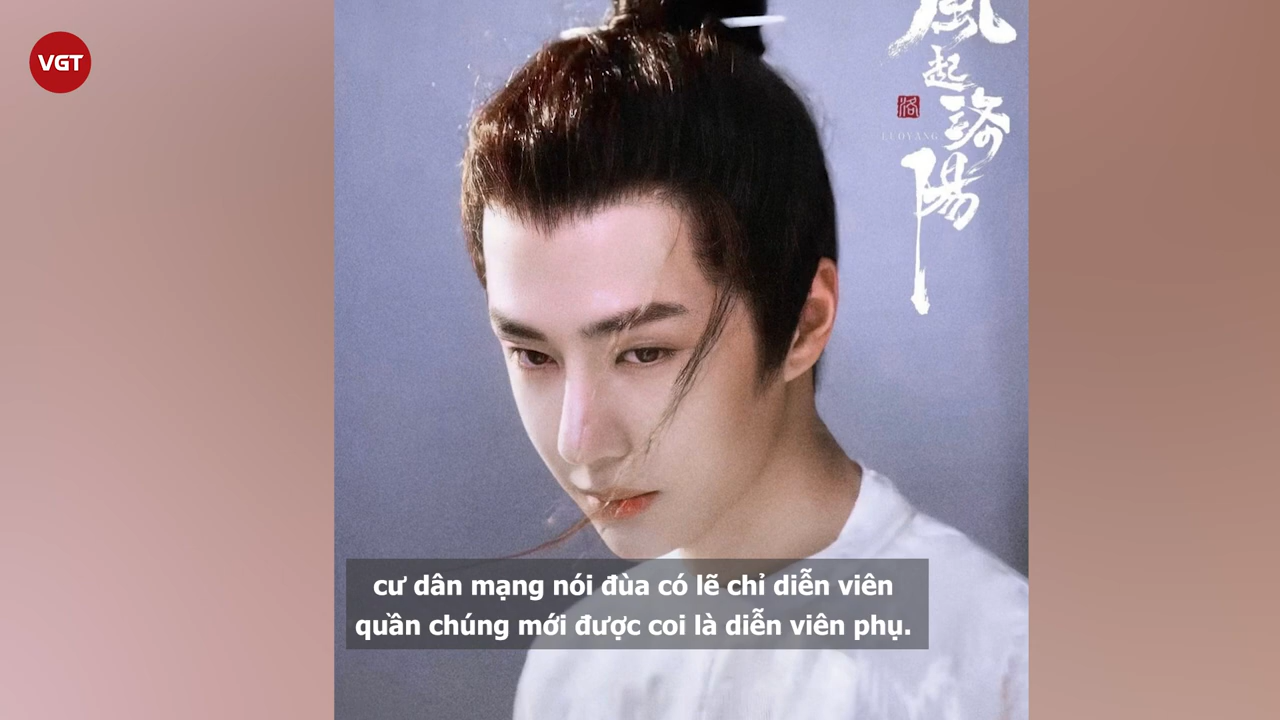 VGT
風起洛陽
洛
LUOYANG
cư dân mạng nói đùa có lẽ chỉ diễn viên
quần chúng mới được coi là diễn viên phụ.